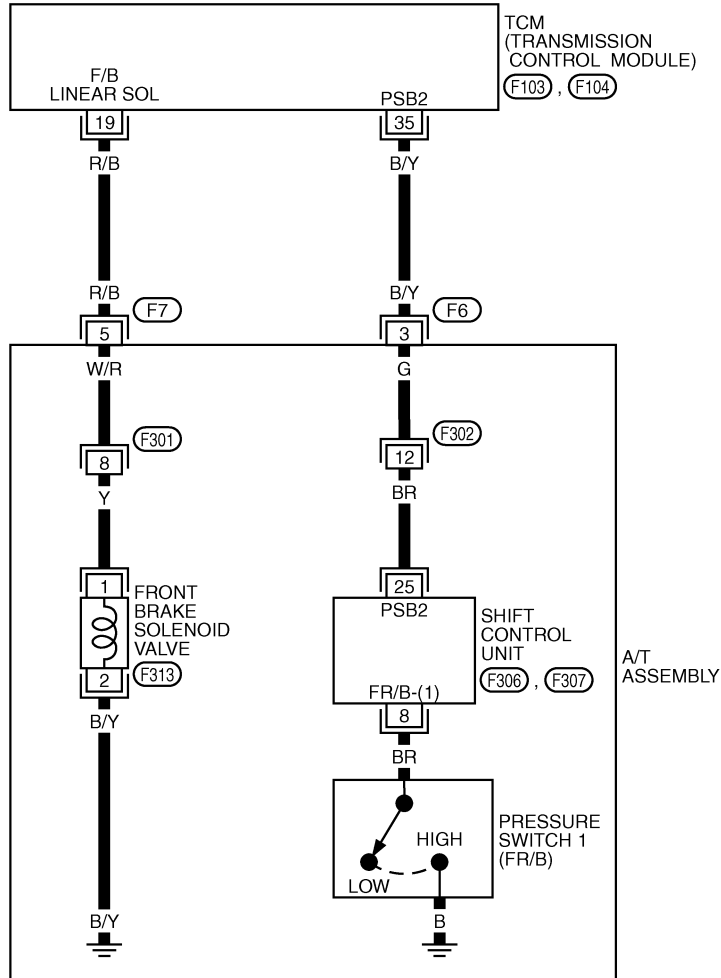 TCM
(TRANSMISSION
CONTROL MODULE)
F103 , F104
F/B
LINEAR SOL
PSB2
19
35
R/B
B/Y
R/B
B/Y
F7
F6
5
3
W/R
G
F301
F302
8
12
Y
BR
1
25
FRONT
BRAKE
SOLENOID
VALVE
F313
2
PSB2
SHIFT
CONTROL
UNIT
F306 , F307
FR/B-(1)
8
A/T
ASSEMBLY
B/Y
BR
PRESSURE
SWITCH 1
(FR/B)
HIGH
LOW
B/Y
B